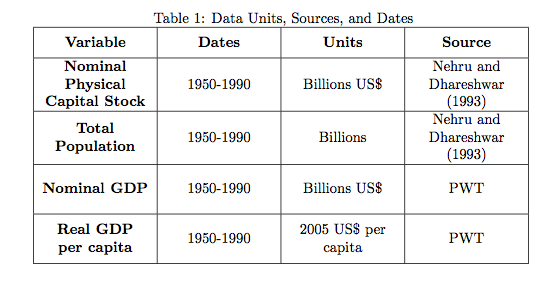 Table 1: Data Units, Sources, and Dates
Variable Dates Units Source
Nominal Physical Capital Stock 1950-1990 Billions US$ Nehru and Dhareshwar (1993)
Total Population 1950-1990 Billions Nehru and Dhareshwar (1993)
Nominal GDP 1950-1990 Billions US$ PWT
Real GDP per capita 1950-1990 2005 US$ per capita PWT